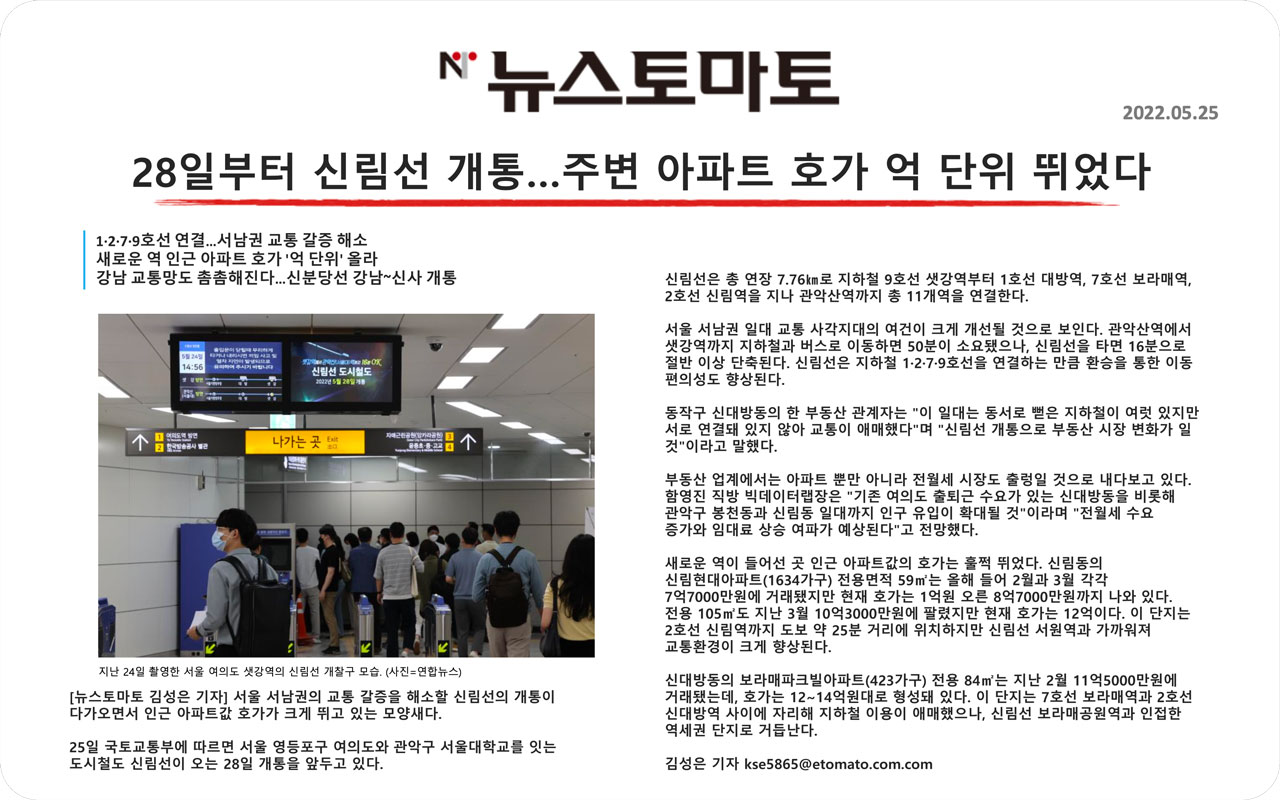 뉴스토마토
2022.05.25
28일부터 신림선 개통...주변 아파트 호가 억 단위 뛰었다
1·2·7·9호선 연결...서남권 교통 갈증 해소
새로운 역 인근 아파트 호가 '억 단위' 올라
강남 교통망도 촘촘해진다...신분당선 강남~신사 개통
5월 24일
14:56
신림선 도시철도
2022년 5월 28일 개통
1 여의도역 방면
2 한국방송공사 별관
나가는 곳 Exit
자매근린공원(앙카라공원) 3
윤중초·중·고교 4
지난 24일 촬영한 서울 여의도 샛강역의 신림선 개찰구 모습. (사진=연합뉴스)
[뉴스토마토 김성은 기자] 서울 서남권의 교통 갈증을 해소할 신림선의 개통이
다가오면서 인근 아파트값 호가가 크게 뛰고 있는 모양새다.
25일 국토교통부에 따르면 서울 영등포구 여의도와 관악구 서울대학교를 잇는
도시철도 신림선이 오는 28일 개통을 앞두고 있다.
신림선은 총 연장 7.76㎞로 지하철 9호선 샛강역부터 1호선 대방역, 7호선 보라매역,
2호선 신림역을 지나 관악산역까지 총 11개역을 연결한다.
서울 서남권 일대 교통 사각지대의 여건이 크게 개선될 것으로 보인다. 관악산역에서
샛강역까지 지하철과 버스로 이동하면 50분이 소요됐으나, 신림선을 타면 16분으로
절반 이상 단축된다. 신림선은 지하철 1·2·7·9호선을 연결하는 만큼 환승을 통한 이동
편의성도 향상된다.
동작구 신대방동의 한 부동산 관계자는 "이 일대는 동서로 뻗은 지하철이 여럿 있지만
서로 연결돼 있지 않아 교통이 애매했다"며 "신림선 개통으로 부동산 시장 변화가 일
것"이라고 말했다.
부동산 업계에서는 아파트 뿐만 아니라 전월세 시장도 출렁일 것으로 내다보고 있다.
함영진 직방 빅데이터랩장은 "기존 여의도 출퇴근 수요가 있는 신대방동을 비롯해
관악구 봉천동과 신림동 일대까지 인구 유입이 확대될 것"이라며 "전월세 수요
증가와 임대료 상승 여파가 예상된다"고 전망했다.
새로운 역이 들어선 곳 인근 아파트값의 호가는 훌쩍 뛰었다. 신림동의
신림현대아파트(1634가구) 전용면적 59㎡는 올해 들어 2월과 3월 각각
7억7000만원에 거래됐지만 현재 호가는 1억원 오른 8억7000만원까지 나와 있다.
전용 105㎡도 지난 3월 10억3000만원에 팔렸지만 현재 호가는 12억이다. 이 단지는
2호선 신림역까지 도보 약 25분 거리에 위치하지만 신림선 서원역과 가까워져
교통환경이 크게 향상된다.
신대방동의 보라매파크빌아파트(423가구) 전용 84㎡는 지난 2월 11억5000만원에
거래됐는데, 호가는 12~14억원대로 형성돼 있다. 이 단지는 7호선 보라매역과 2호선
신대방역 사이에 자리해 지하철 이용이 애매했으나, 신림선 보라매공원역과 인접한
역세권 단지로 거듭난다.
김성은 기자 kse5865@etomato.com.com